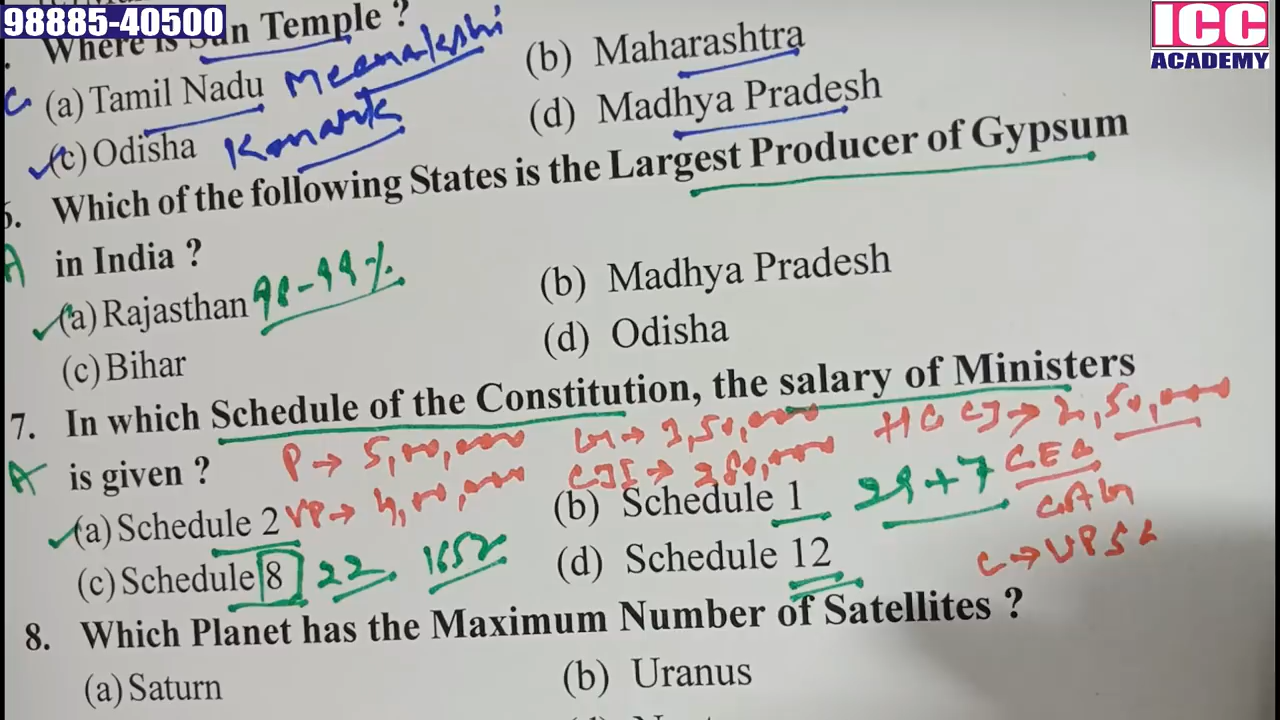 98885-40500
ICC
ACADEMY
Where is Sun Temple ?
(a) Tamil Nadu Meenakshi (b) Maharashtra
(c) Odisha Konark (d) Madhya Pradesh
Which of the following States is the Largest Producer of Gypsum
A in India ?
(a) Rajasthan 98-99% (b) Madhya Pradesh
(c) Bihar (d) Odisha
7. In which Schedule of the Constitution, the salary of Ministers
A is given ?
P → 5,00,000 G → 3,50,000 HC CJ → 2,50,000
(a) Schedule 2 VP → 4,00,000 (b) Schedule 1 28+7 CEC
CJI → 280,000
CAG
(c) Schedule 8 22 1652 (d) Schedule 12 C → UPSC
8. Which Planet has the Maximum Number of Satellites ?
(a) Saturn (b) Uranus